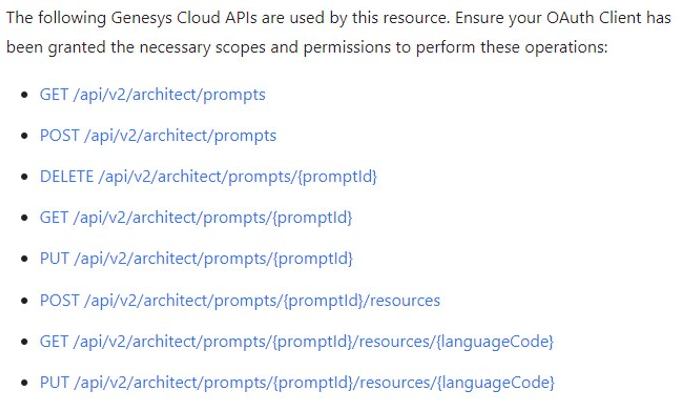 The following Genesys Cloud APIs are used by this resource. Ensure your OAuth Client has
been granted the necessary scopes and permissions to perform these operations:
• GET /api/v2/architect/prompts
• POST /api/v2/architect/prompts
• DELETE /api/v2/architect/prompts/{promptId}
• GET /api/v2/architect/prompts/{promptId}
• PUT /api/v2/architect/prompts/{promptId}
• POST /api/v2/architect/prompts/{promptId}/resources
• GET /api/v2/architect/prompts/{promptId}/resources/{languageCode}
• PUT /api/v2/architect/prompts/{promptId}/resources/{languageCode}